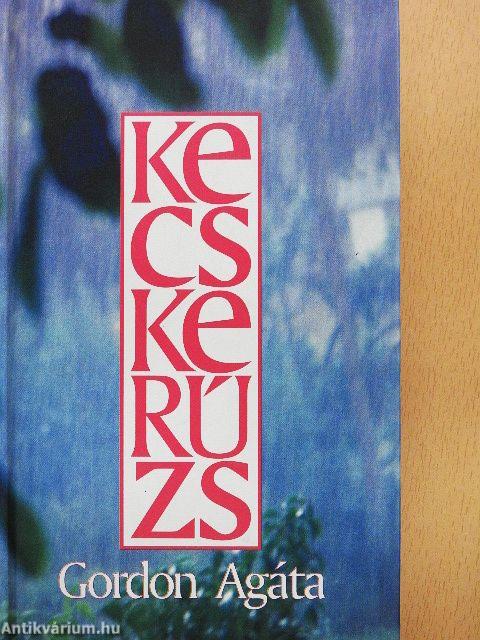 Ke
CS
Ke
RÚ
ZS
Gordon Agáta
Antikvárium.hu